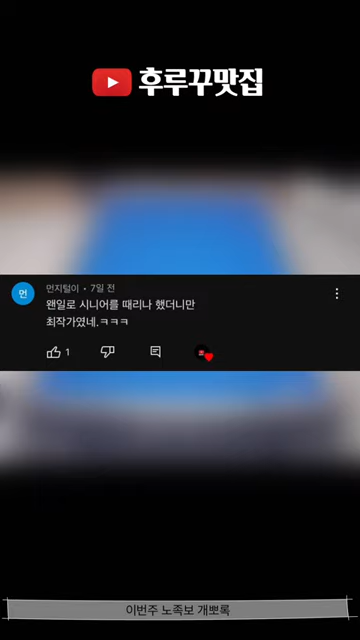 후루꾸맛집
먼
먼지털이 • 7일 전
왠일로 시니어를 때리나 했더니만
최작가였네.ㅋㅋㅋ
1
이번주 노족보 개뽀록